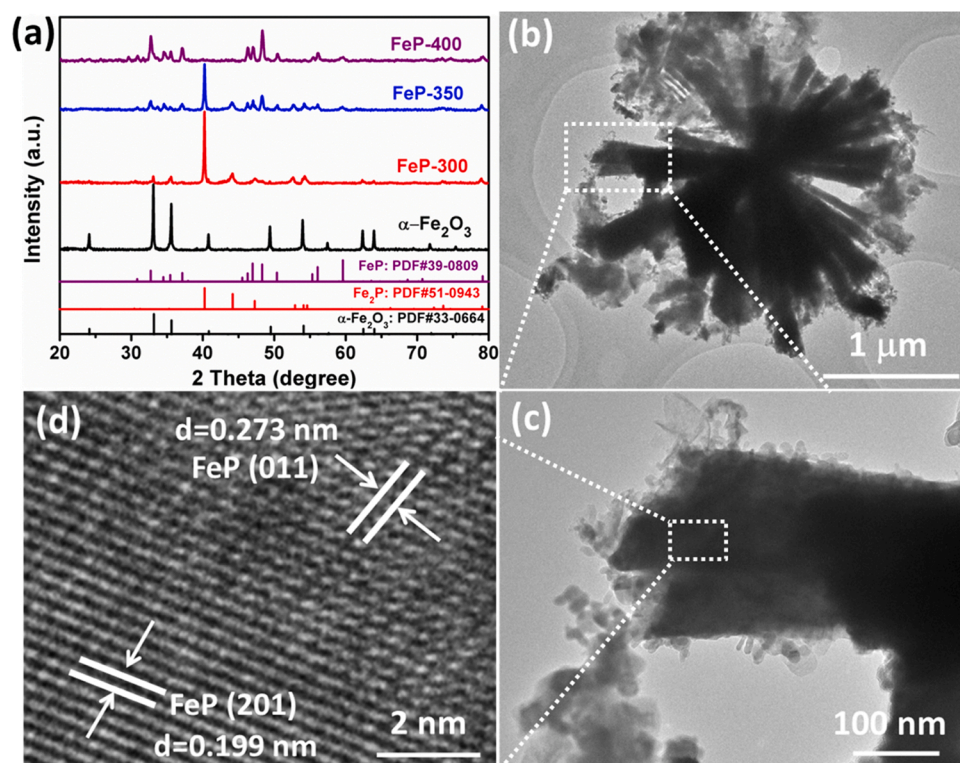 (a)
FeP-400
FeP-350
FeP-300
α–Fe₂O₃
FeP: PDF#39-0809
Fe₂P: PDF#51-0943
α-Fe₂O₃: PDF#33-0664
Intensity (a.u.)
20 30 40 50 60 70 80
2 Theta (degree)
(b)
1 μm
(d)
d=0.273 nm
FeP (011)
FeP (201)
d=0.199 nm
2 nm
(c)
100 nm